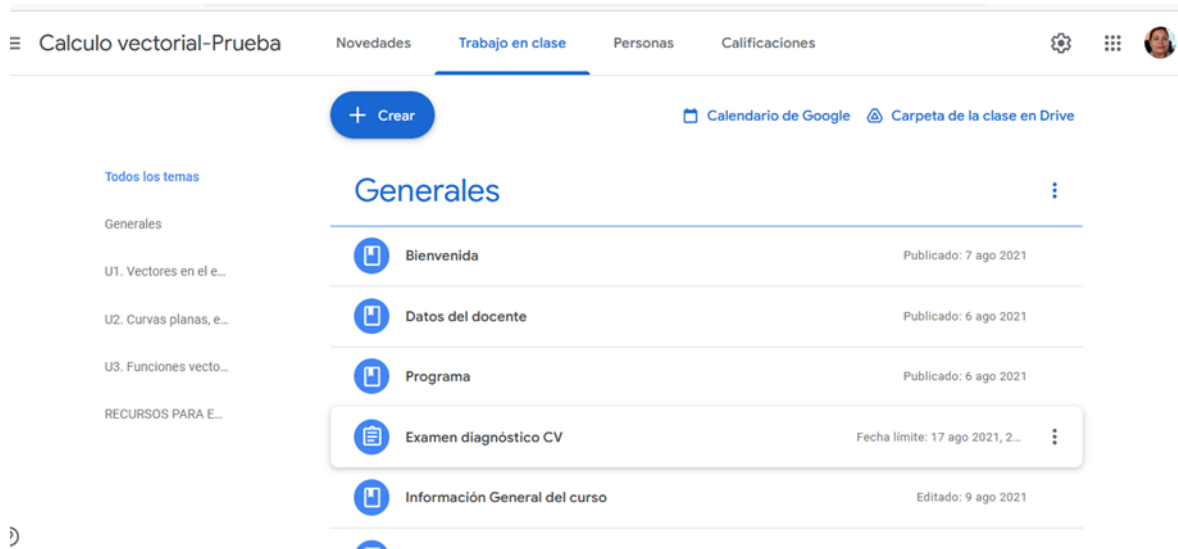 Calculo vectorial-Prueba
Novedades
Trabajo en clase
Personas
Calificaciones
+ Crear
Calendario de Google
Carpeta de la clase en Drive
Todos los temas
Generales
U1. Vectores en el e...
U2. Curvas planas, e...
U3. Funciones vecto...
RECURSOS PARA E...
Generales
Bienvenida Publicado: 7 ago 2021
Datos del docente Publicado: 6 ago 2021
Programa Publicado: 6 ago 2021
Examen diagnóstico CV Fecha límite: 17 ago 2021, 2...
Información General del curso Editado: 9 ago 2021